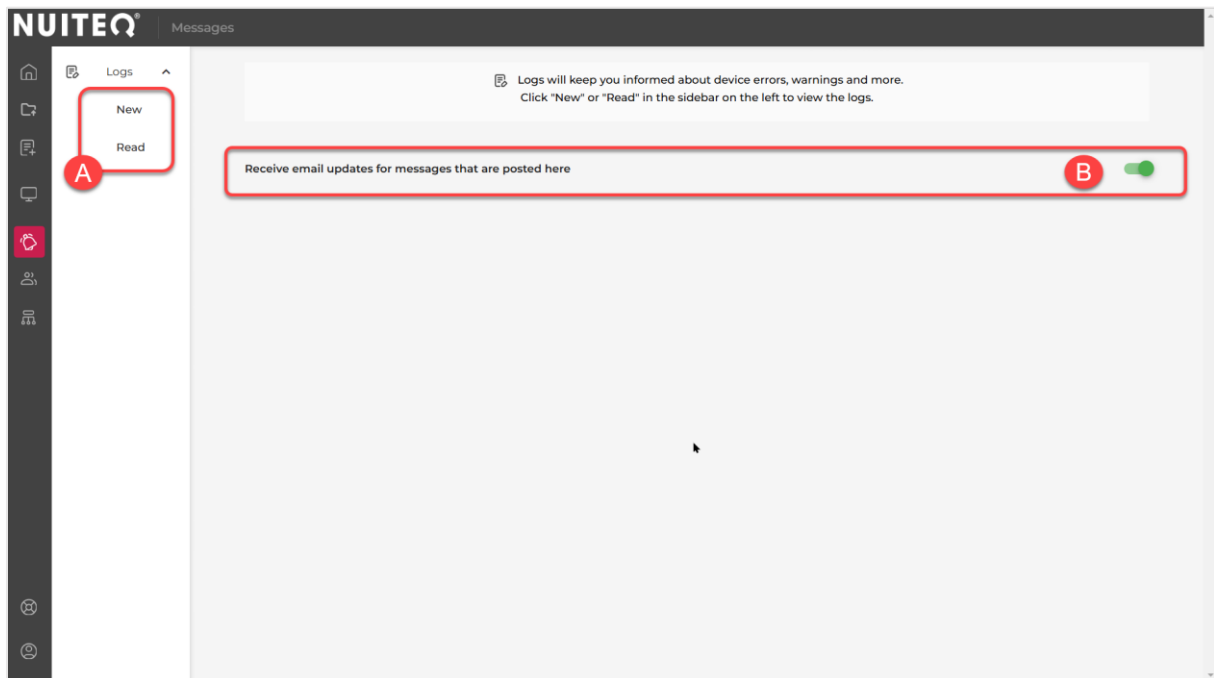 NUITEQ®
Messages
Logs
New
Read
A
Logs will keep you informed about device errors, warnings and more.
Click "New" or "Read" in the sidebar on the left to view the logs.
Receive email updates for messages that are posted here
B